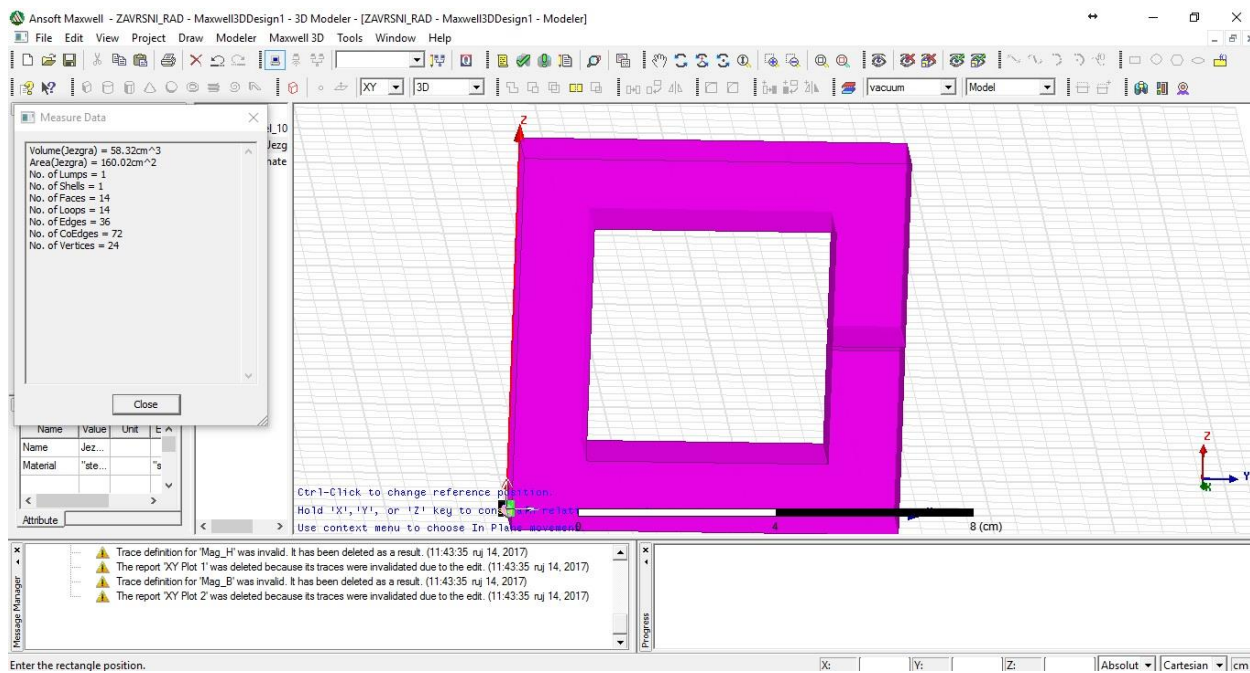 Ansoft Maxwell - ZAVRSNI_RAD - Maxwell3DDesign1 - 3D Modeler - [ZAVRSNI_RAD - Maxwell3DDesign1 - Modeler]
File Edit View Project Draw Modeler Maxwell 3D Tools Window Help
XY 3D vacuum Model
Measure Data
Volume(Jezgra) = 58.32cm^3
Area(Jezgra) = 160.02cm^2
No. of Lumps = 1
No. of Shells = 1
No. of Faces = 14
No. of Loops = 14
No. of Edges = 36
No. of CoEdges = 72
No. of Vertices = 24
Close
el_10
Jezg
nate
Z
Name Value Unit E
Name Jez...
Material "ste... "s
Attribute
Z
Y
X
Ctrl-Click to change reference position.
Hold 'X','Y', or 'Z' key to
Use context menu to choose In Plane movement
4 8 (cm)
Message Manager
Trace definition for 'Mag_H' was invalid. It has been deleted as a result. (11:43:35 ruj 14, 2017)
The report 'XY Plot 1' was deleted because its traces were invalidated due to the edit. (11:43:35 ruj 14, 2017)
Trace definition for 'Mag_B' was invalid. It has been deleted as a result. (11:43:35 ruj 14, 2017)
The report 'XY Plot 2' was deleted because its traces were invalidated due to the edit. (11:43:35 ruj 14, 2017)
Progress
Enter the rectangle position.
X: Y: Z: Absolut Cartesian cm